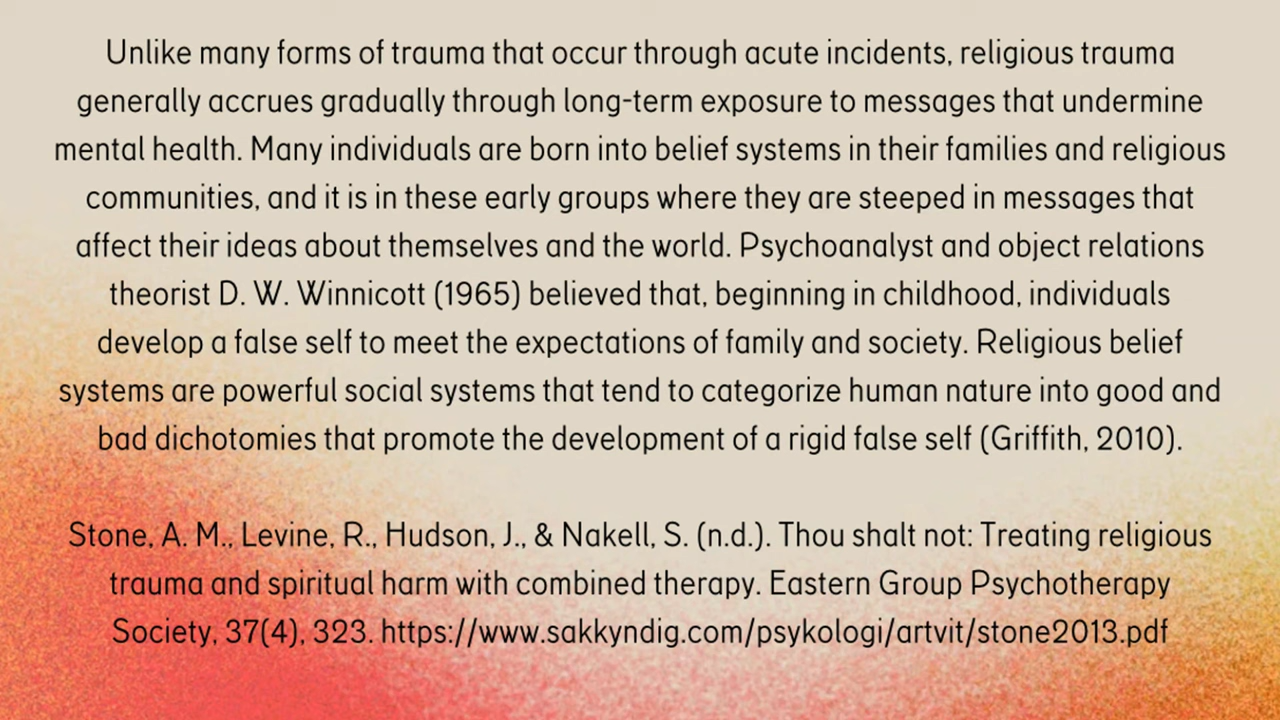 Unlike many forms of trauma that occur through acute incidents, religious trauma
generally accrues gradually through long-term exposure to messages that undermine
mental health. Many individuals are born into belief systems in their families and religious
communities, and it is in these early groups where they are steeped in messages that
affect their ideas about themselves and the world. Psychoanalyst and object relations
theorist D. W. Winnicott (1965) believed that, beginning in childhood, individuals
develop a false self to meet the expectations of family and society. Religious belief
systems are powerful social systems that tend to categorize human nature into good and
bad dichotomies that promote the development of a rigid false self (Griffith, 2010).
Stone, A. M., Levine, R., Hudson, J., & Nakell, S. (n.d.). Thou shalt not: Treating religious
trauma and spiritual harm with combined therapy. Eastern Group Psychotherapy
Society, 37(4), 323. https://www.sakkyndig.com/psykologi/artvit/stone2013.pdf